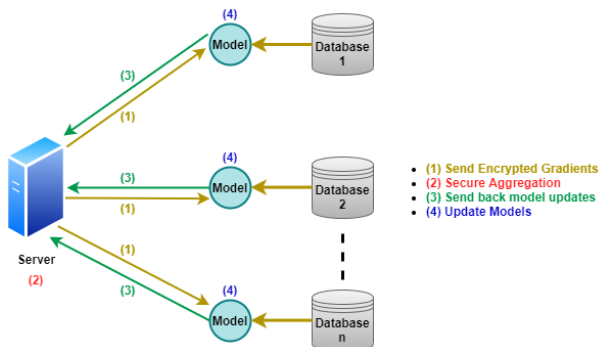 (4)
Model
Database
1
(3)
(1)
(4)
(3)
Model
Database
2
(1)
(1) Send Encrypted Gradients
(2) Secure Aggregation
(3) Send back model updates
(4) Update Models
Server
(2)
(1)
(3)
(4)
Model
Database
n